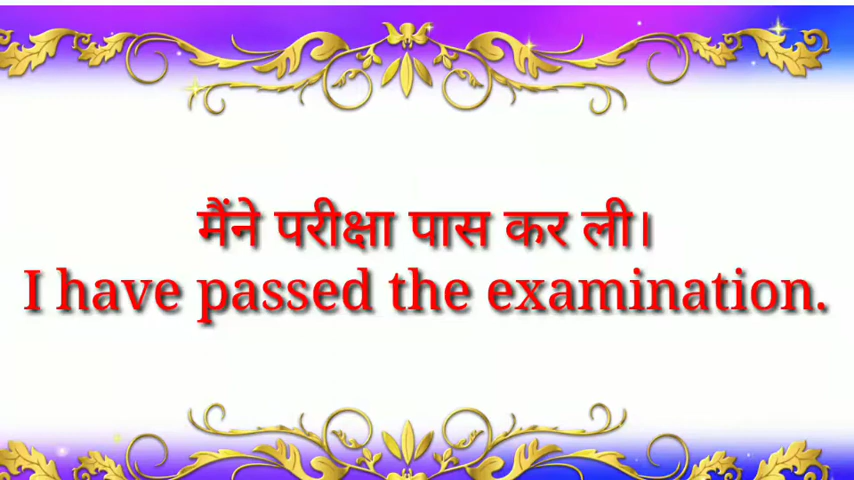 मैंने परीक्षा पास कर ली।
I have passed the examination.